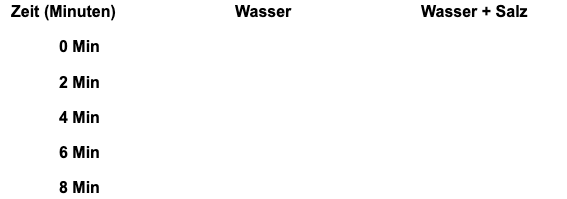 Zeit (Minuten) Wasser Wasser + Salz
0 Min
2 Min
4 Min
6 Min
8 Min